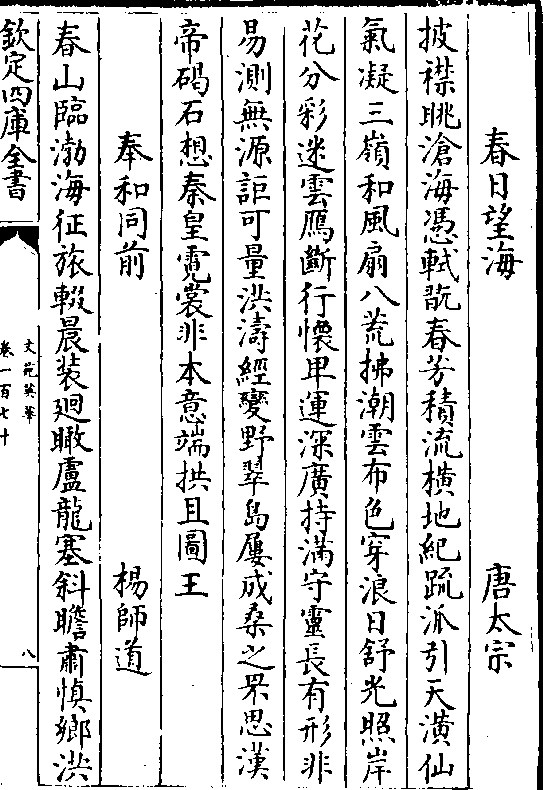 春日望海　唐太宗
披襟眺滄海憑軾翫春芳積流橫地紀疏派引天潢仙
氣凝三嶺和風扇八荒拂潮雲布色穿浪日舒光照岸
花分彩迷雲鴈斷行懷卑運深廣持滿守靈長有形非
易測無源詎可量洪濤經變野翠島屢成桑之罘思漢
帝碣石想秦皇霓裳非本意端拱且圖王
奉和同前　楊師道
春山臨渤海征旅輟晨裝廻瞰盧龍塞斜瞻肅慎鄉洪
欽定四庫全書
文苑英華
卷一百七十
八